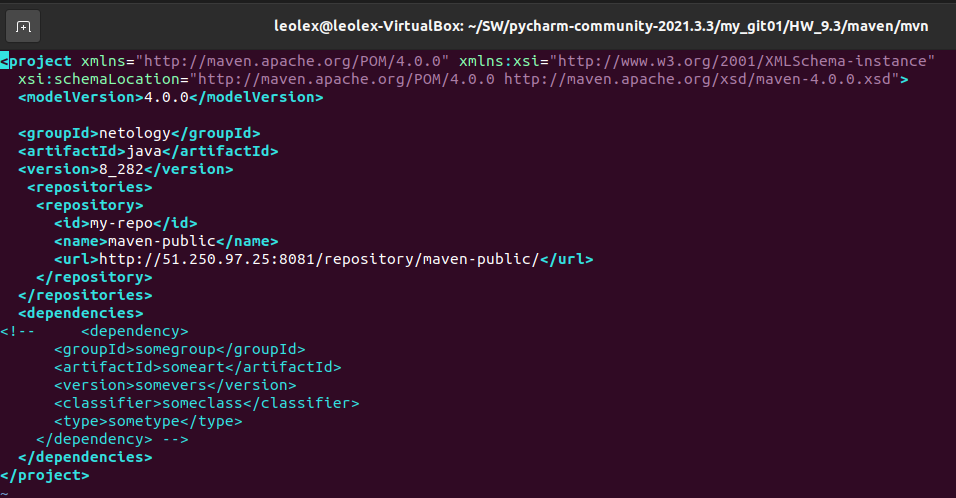 leolex@leolex-VirtualBox: ~/SW/pycharm-community-2021.3.3/my_git01/HW_9.3/maven/mvn
<project xmlns="http://maven.apache.org/POM/4.0.0" xmlns:xsi="http://www.w3.org/2001/XMLSchema-instance"
  xsi:schemaLocation="http://maven.apache.org/POM/4.0.0 http://maven.apache.org/xsd/maven-4.0.0.xsd">
  <modelVersion>4.0.0</modelVersion>

  <groupId>netology</groupId>
  <artifactId>java</artifactId>
  <version>8_282</version>
   <repositories>
    <repository>
      <id>my-repo</id>
      <name>maven-public</name>
      <url>http://51.250.97.25:8081/repository/maven-public/</url>
    </repository>
  </repositories>
  <dependencies>
<!--     <dependency>
      <groupId>somegroup</groupId>
      <artifactId>someart</artifactId>
      <version>somevers</version>
      <classifier>someclass</classifier>
      <type>sometype</type>
    </dependency> -->
  </dependencies>
</project>
~